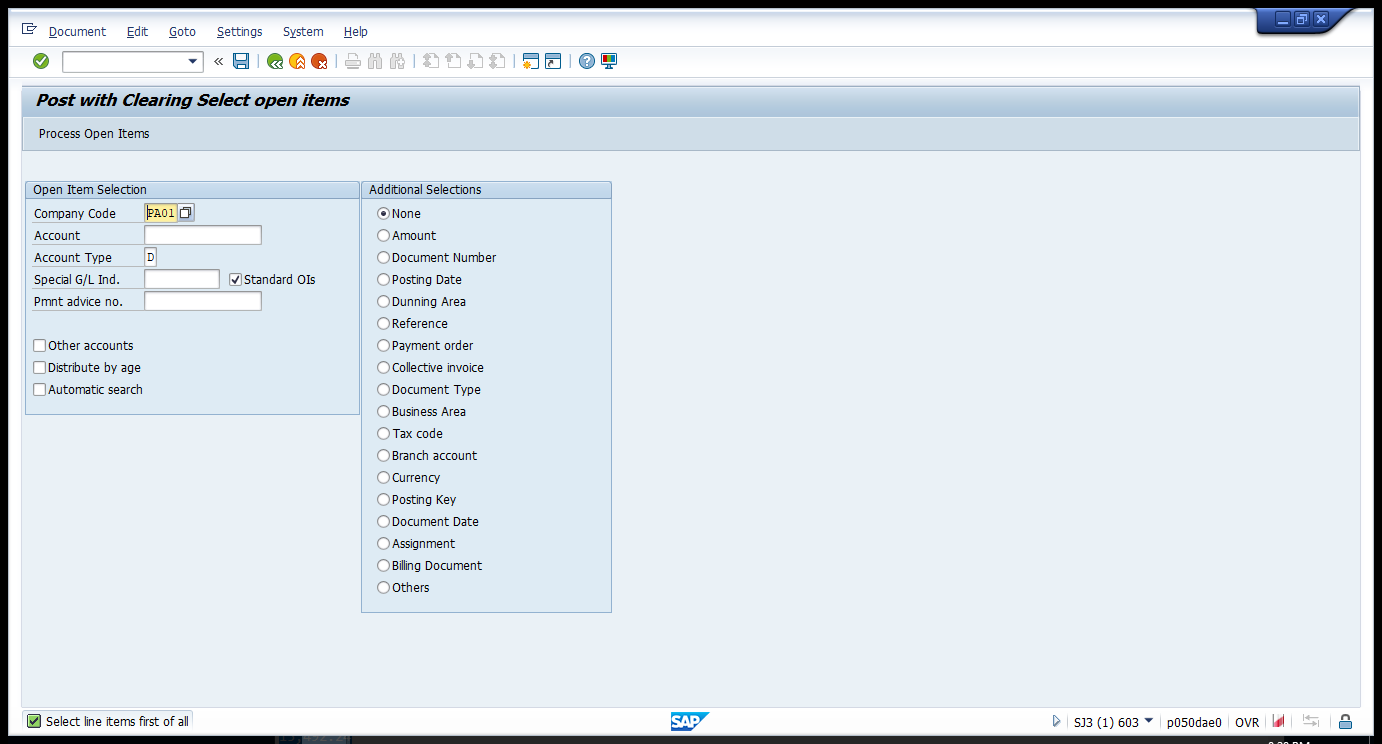 Document Edit Goto Settings System Help
Post with Clearing Select open items
Process Open Items
Open Item Selection
Company Code PA01
Account
Account Type D
Special G/L Ind. Standard OIs
Pmnt advice no.
Other accounts
Distribute by age
Automatic search
Additional Selections
None
Amount
Document Number
Posting Date
Dunning Area
Reference
Payment order
Collective invoice
Document Type
Business Area
Tax code
Branch account
Currency
Posting Key
Document Date
Assignment
Billing Document
Others
Select line items first of all
SAP
SJ3 (1) 603 p050dae0 OVR